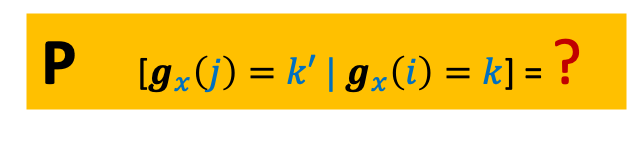 P [gₓ(j) = k′ | gₓ(i) = k] = ?